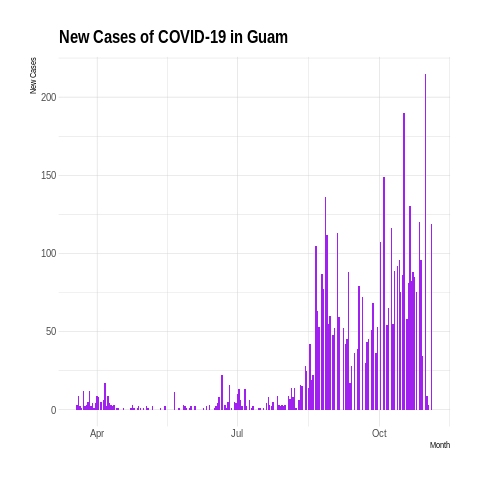 New Cases of COVID-19 in Guam
New Cases
200
150
100
50
0
Apr
Jul
Oct
Month